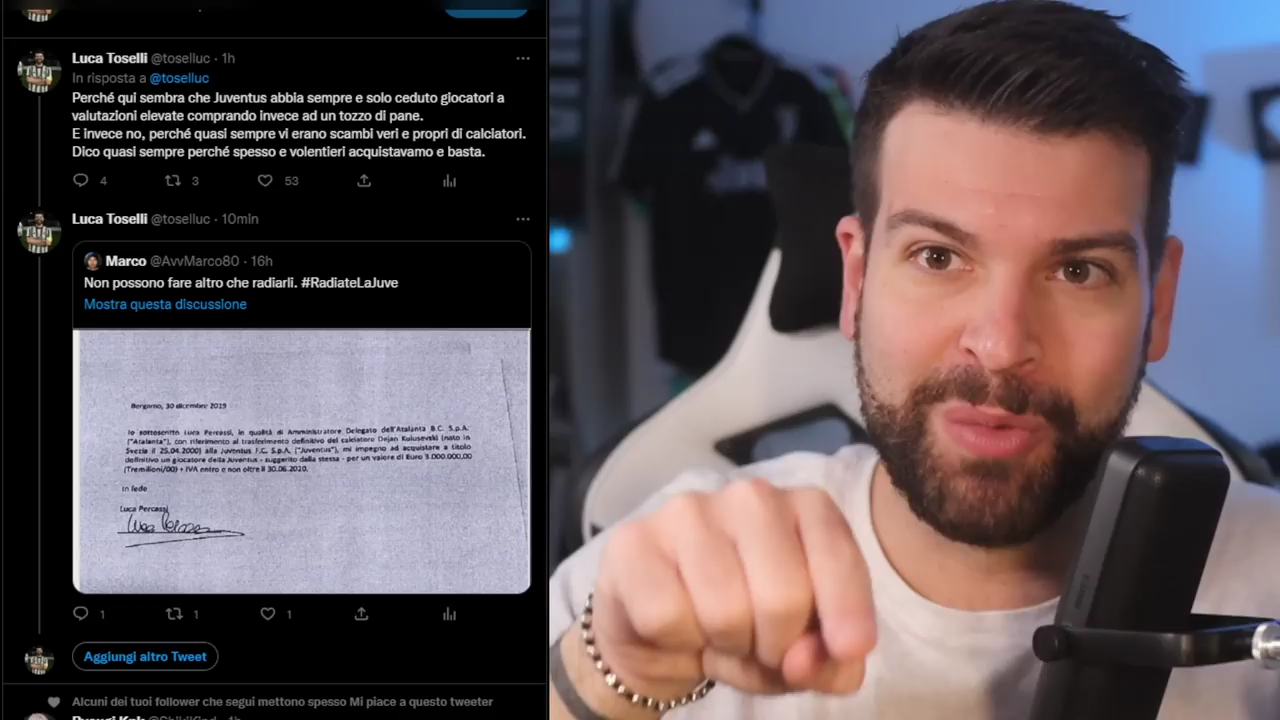 Luca Toselli @toselluc · 1h
In risposta a @toselluc
Perché qui sembra che Juventus abbia sempre e solo ceduto giocatori a
valutazioni elevate comprando invece ad un tozzo di pane.
E invece no, perché quasi sempre vi erano scambi veri e propri di calciatori.
Dico quasi sempre perché spesso e volentieri acquistavamo e basta.
4 3 53
Luca Toselli @toselluc · 10min
Marco @AvvMarco80 · 16h
Non possono fare altro che radiarli. #RadiateLaJuve
Mostra questa discussione
Bergamo, 30 dicembre 2019
Io sottoscritto Luca Percassi, in qualità di Amministratore Delegato dell'Atalanta B.C. S.p.A.
("Atalanta"), con riferimento al trasferimento definitivo del calciatore Dejan Kulusevski (nato in
Svezia il 25.04.2000) alla Juventus F.C. S.p.A. ("Juventus"), mi impegno ad acquistare a titolo
definitivo un giocatore della Juventus - suggerito dalla stessa - per un valore di Euro 3.000.000,00
(Tremilioni/00) + IVA entro e non oltre il 30.06.2020.
In fede
Luca Percassi
1 1 1
Aggiungi altro Tweet
Alcuni dei tuoi follower che segui mettono spesso Mi piace a questo tweeter